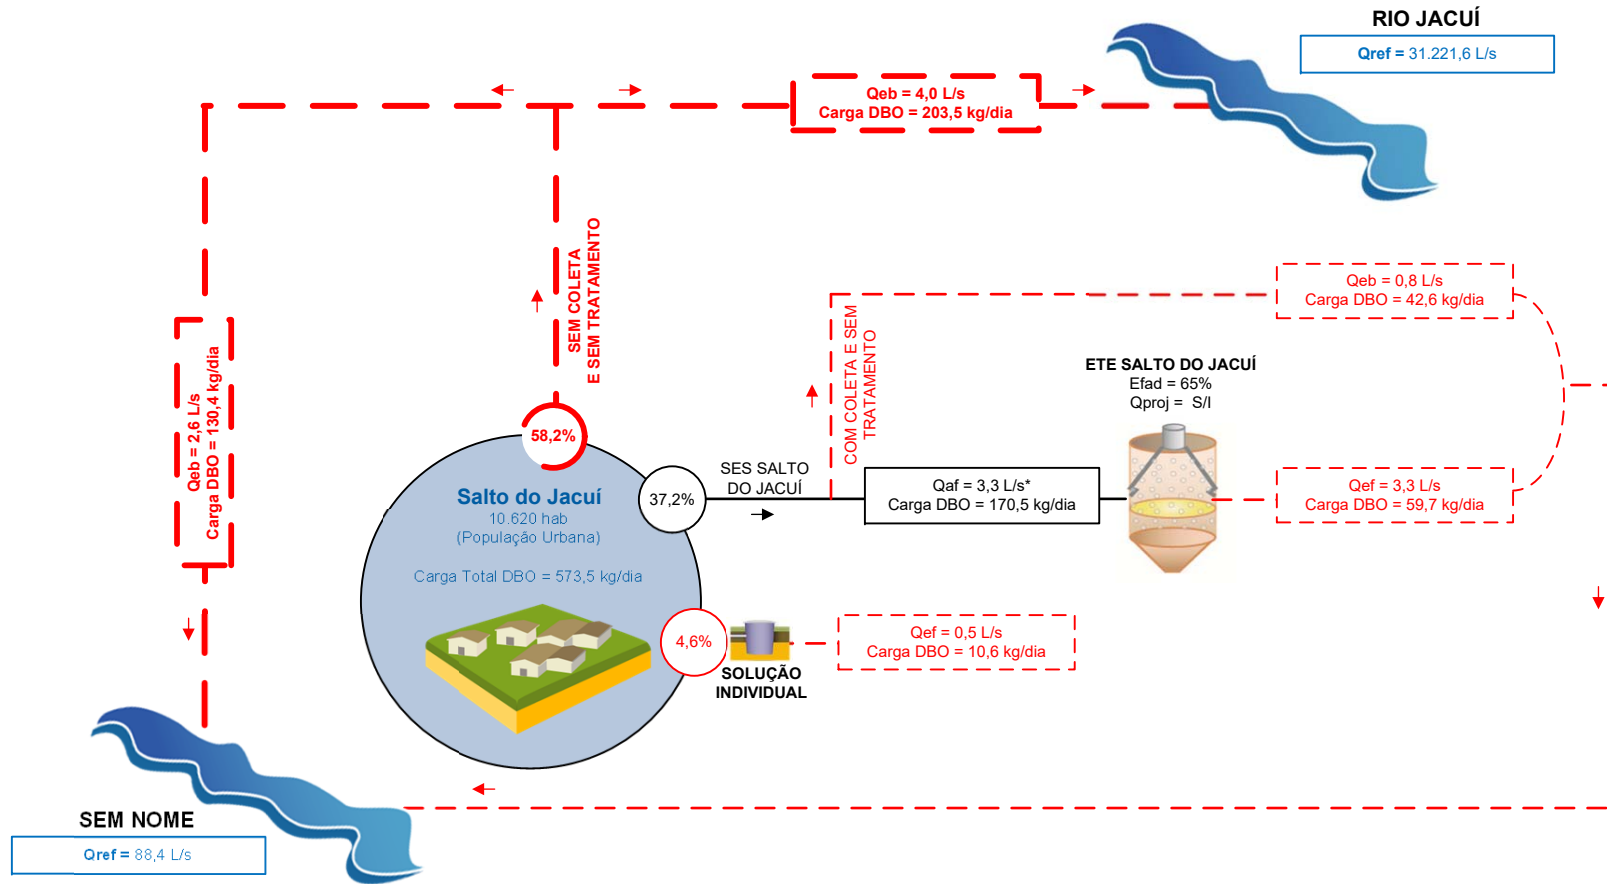 RIO JACUÍ
Qref = 31.221,6 L/s
Qeb = 4,0 L/s
Carga DBO = 203,5 kg/dia
SEM COLETA
E SEM TRATAMENTO
Qeb = 2,6 L/s
Carga DBO = 130,4 kg/dia
COM COLETA E SEM
TRATAMENTO
Qeb = 0,8 L/s
Carga DBO = 42,6 kg/dia
ETE SALTO DO JACUÍ
Efad = 65%
Qproj = S/I
58,2%
SES SALTO
DO JACUÍ
37,2%
Qaf = 3,3 L/s*
Carga DBO = 170,5 kg/dia
Qef = 3,3 L/s
Carga DBO = 59,7 kg/dia
Salto do Jacuí
10.620 hab
(População Urbana)
Carga Total DBO = 573,5 kg/dia
4,6%
SOLUÇÃO
INDIVIDUAL
Qef = 0,5 L/s
Carga DBO = 10,6 kg/dia
SEM NOME
Qref = 88,4 L/s